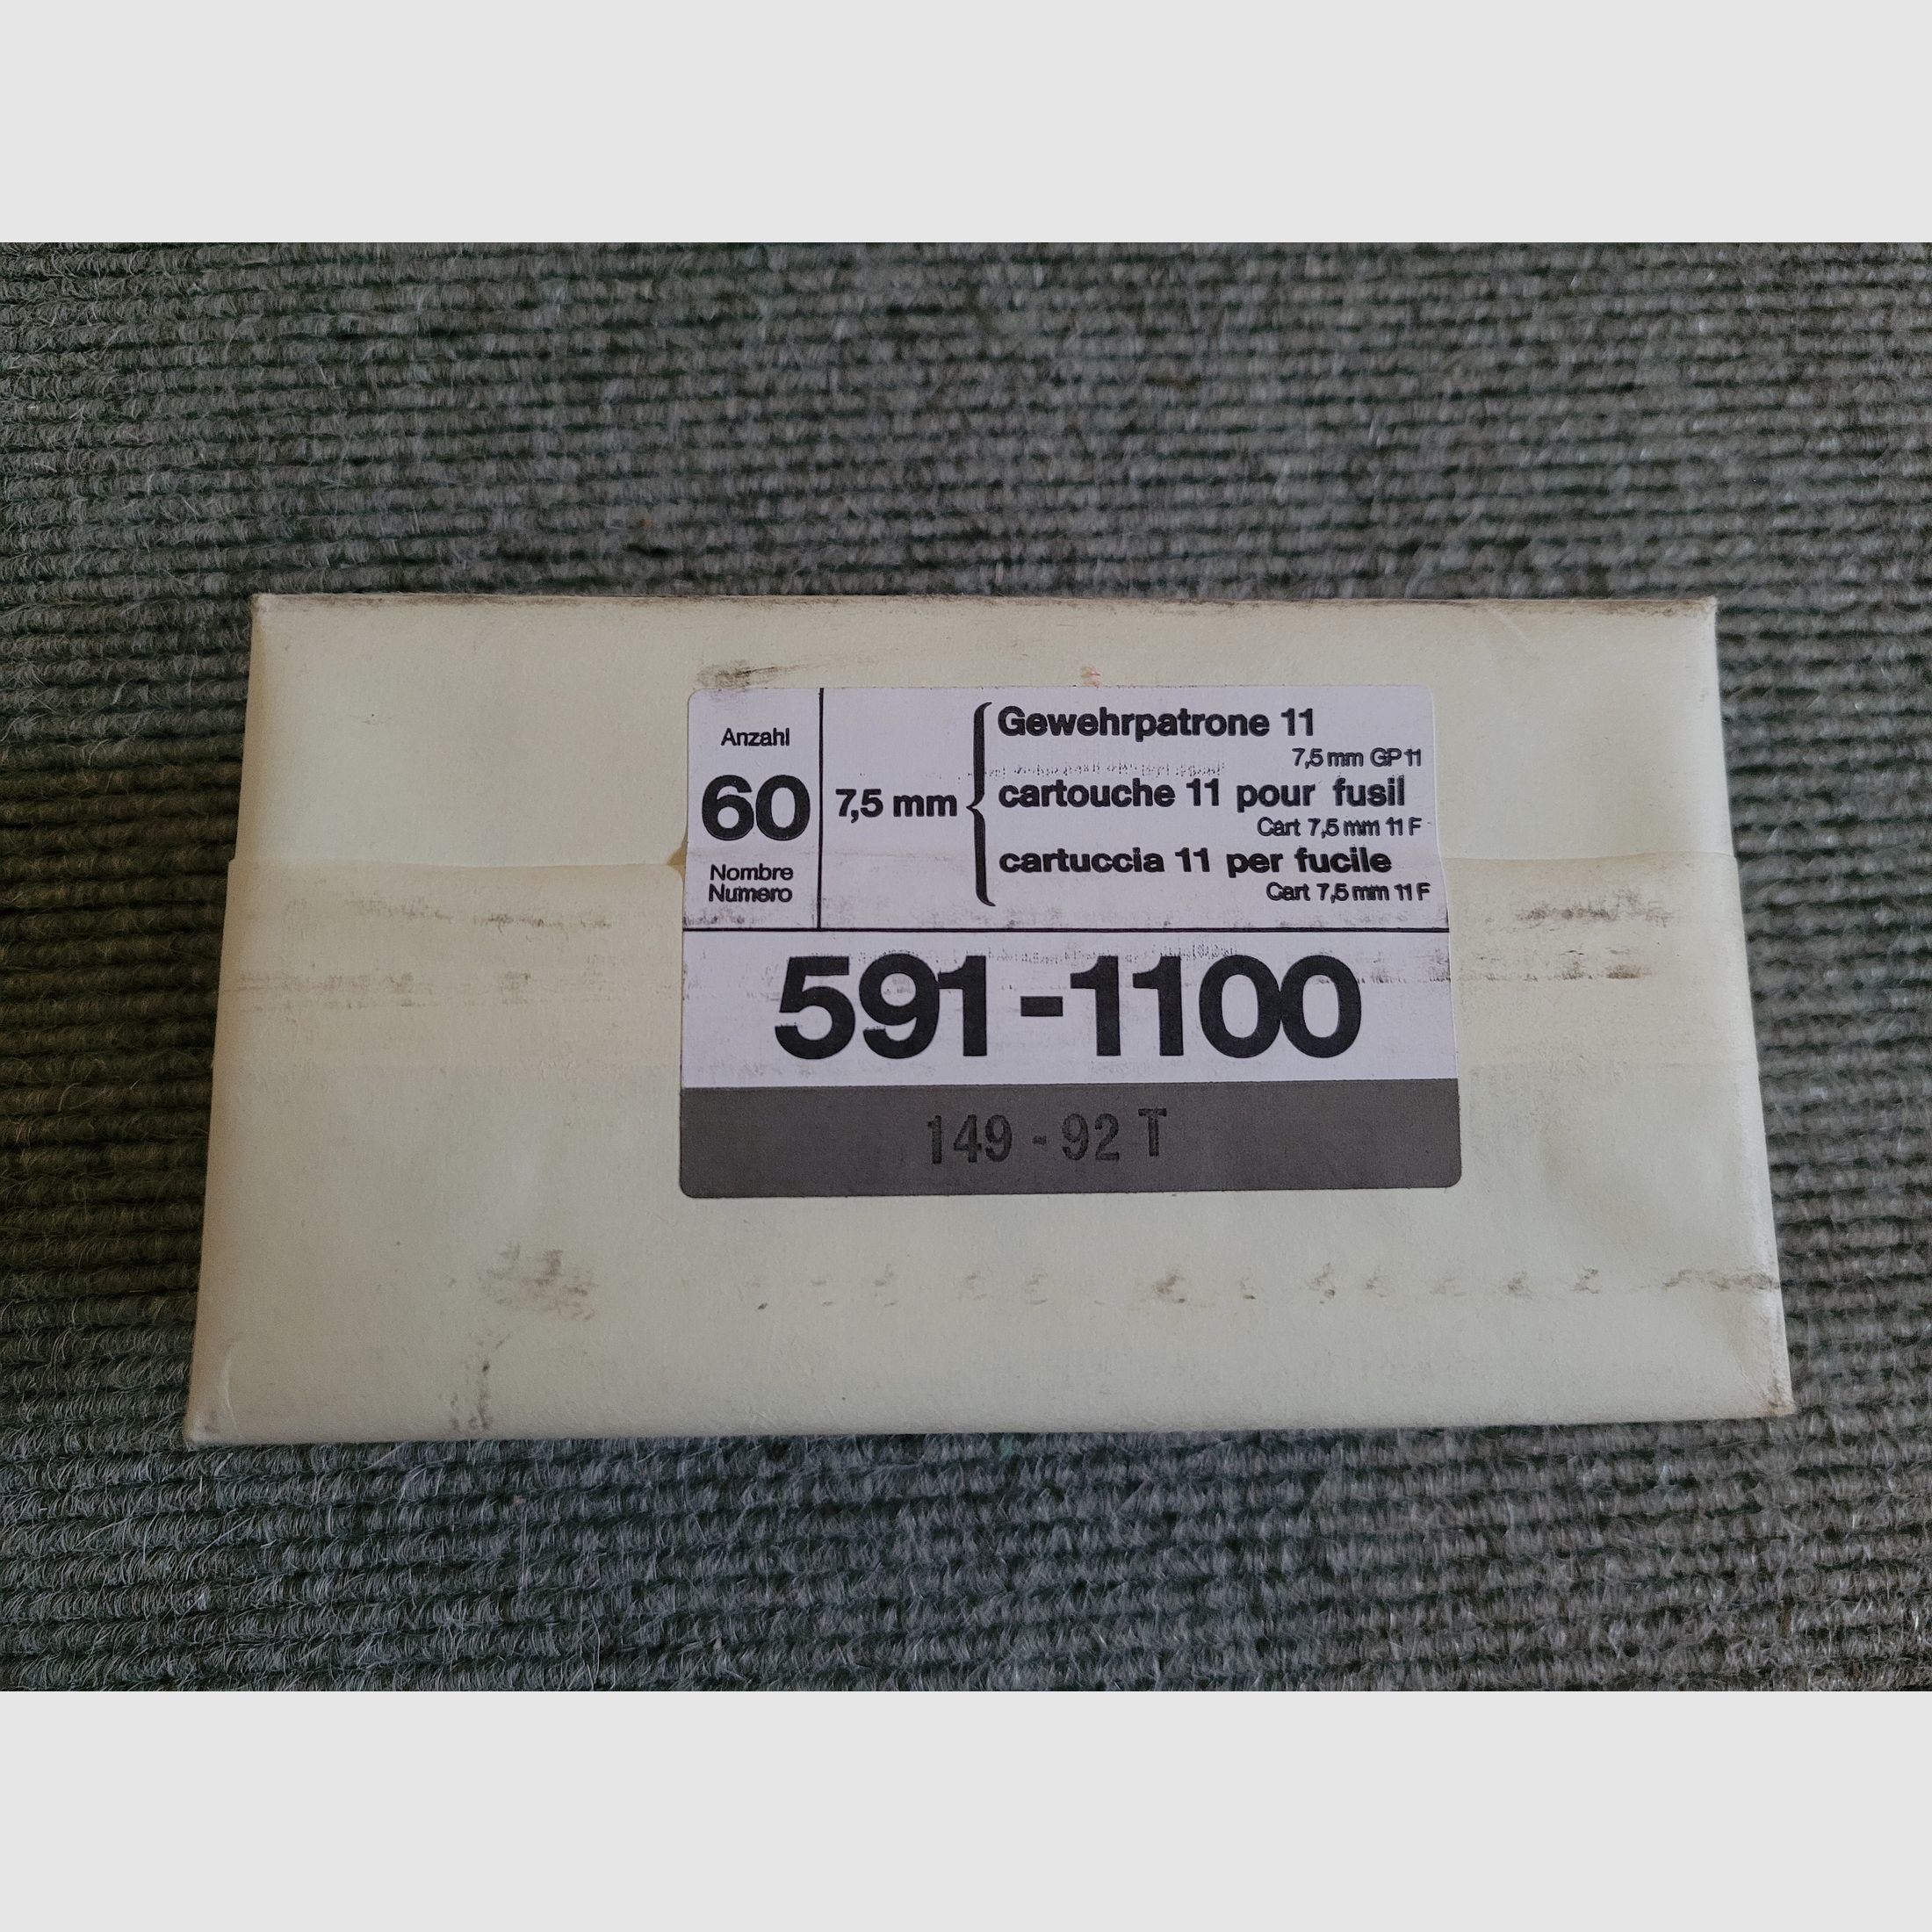 Anzahl
60
Nombre
Numero
7,5 mm
Gewehrpatrone 11
7,5 mm GP 11
cartouche 11 pour fusil
Cart 7,5 mm 11 F
cartuccia 11 per fucile
Cart 7,5 mm 11 F
591-1100
149 - 92 T